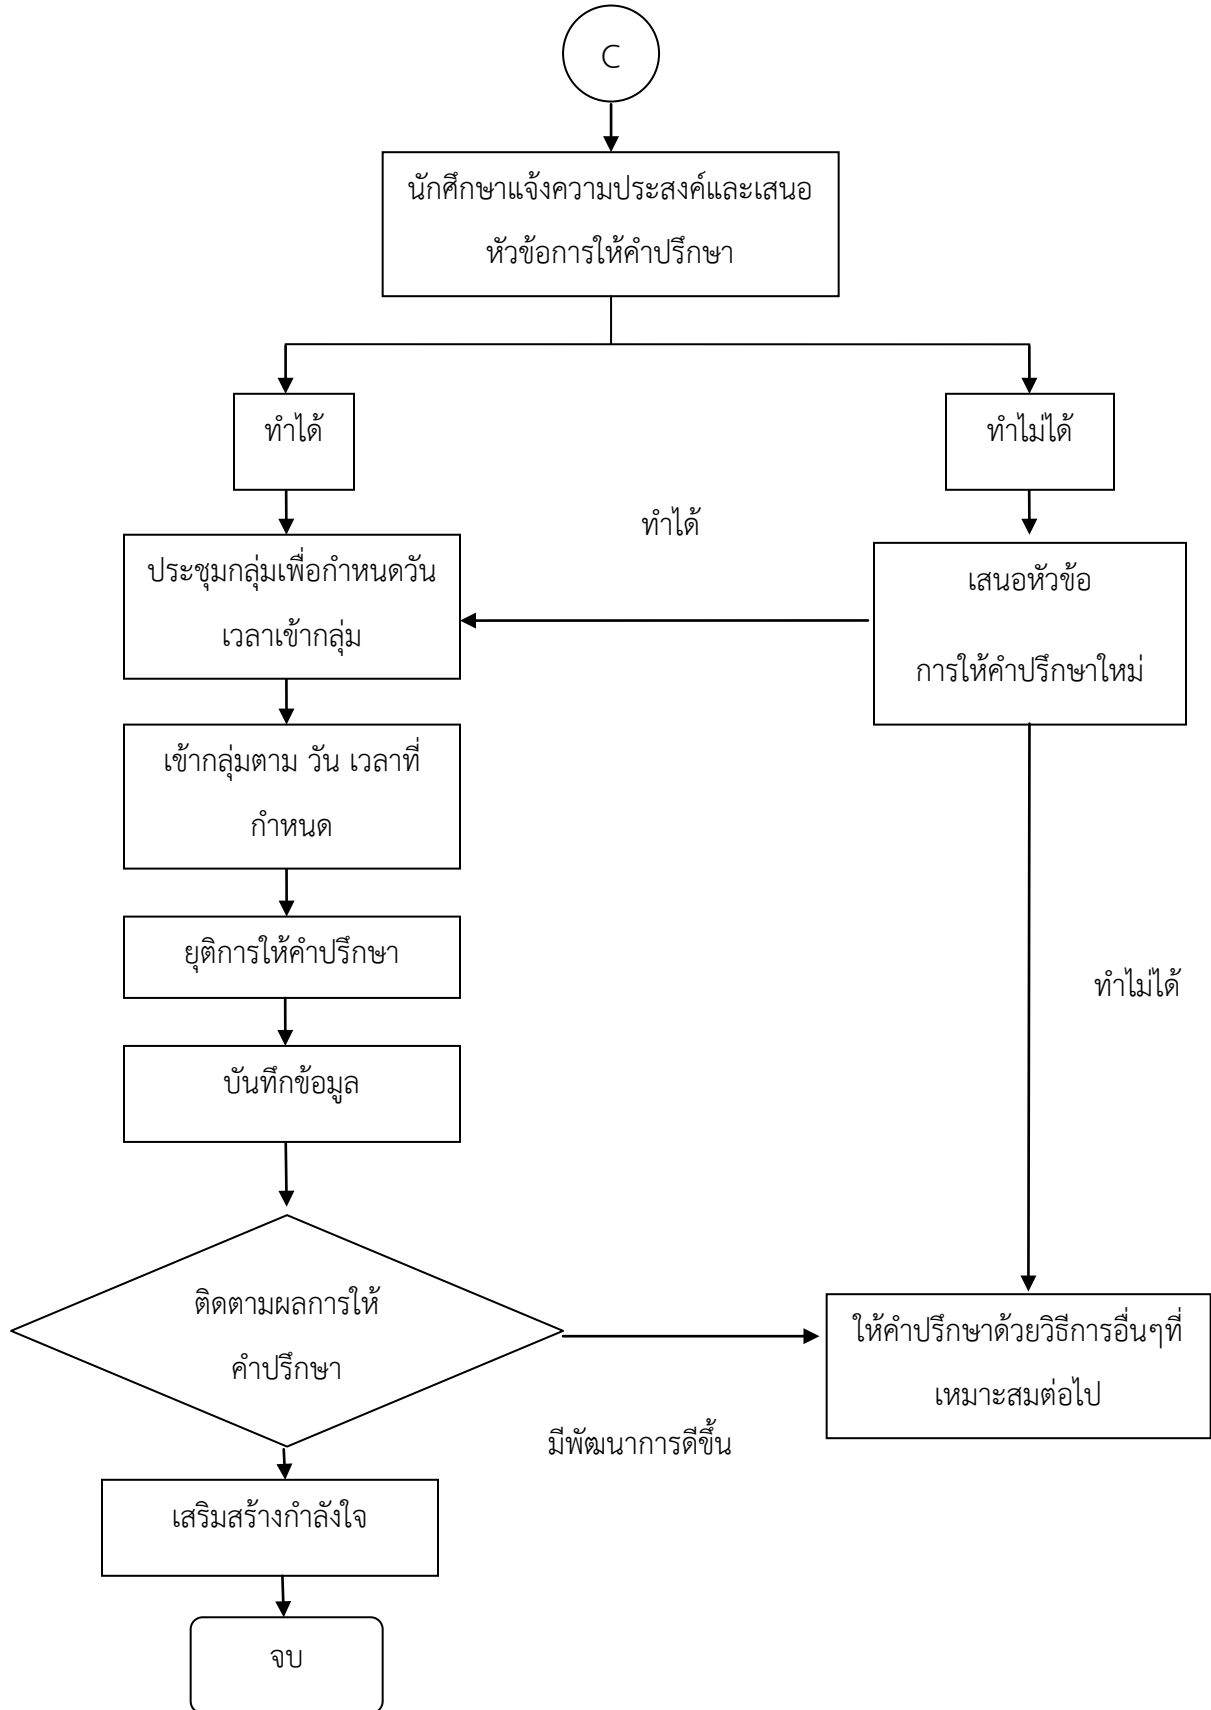 C
นักศึกษาแจ้งความประสงค์และเสนอ
หัวข้อการให้คำปรึกษา
ทำได้
ทำไม่ได้
ทำได้
ประชุมกลุ่มเพื่อกำหนดวัน
เวลาเข้ากลุ่ม
เสนอหัวข้อ
การให้คำปรึกษาใหม่
เข้ากลุ่มตาม วัน เวลาที่
กำหนด
ยุติการให้คำปรึกษา
ทำไม่ได้
บันทึกข้อมูล
ติดตามผลการให้
คำปรึกษา
ให้คำปรึกษาด้วยวิธีการอื่นๆที่
เหมาะสมต่อไป
มีพัฒนาการดีขึ้น
เสริมสร้างกำลังใจ
จบ